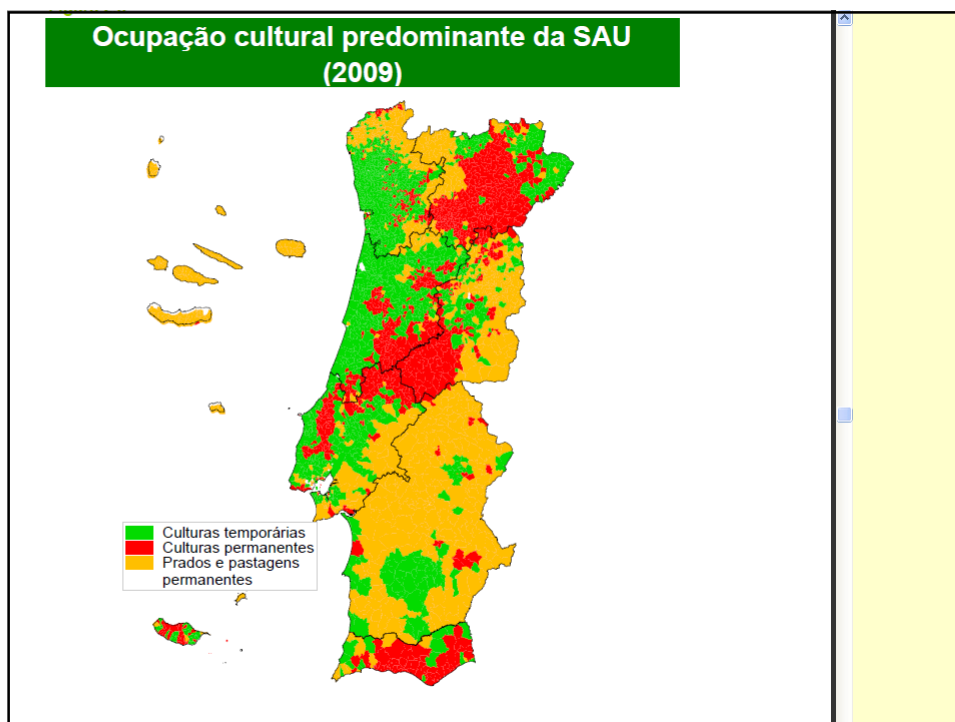 Ocupação cultural predominante da SAU
(2009)
Culturas temporárias
Culturas permanentes
Prados e pastagens
permanentes